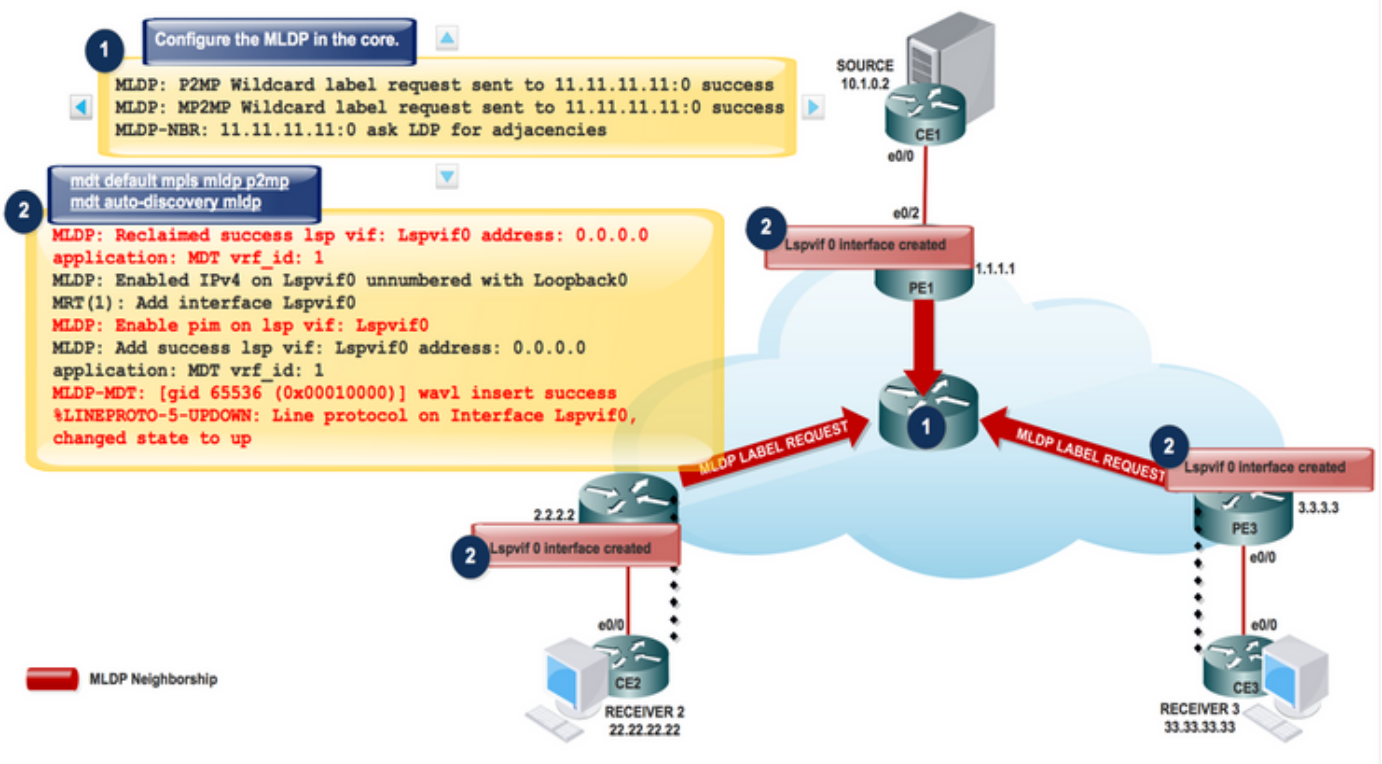 1
Configure the MLDP in the core.
MLDP: P2MP Wildcard label request sent to 11.11.11.11:0 success
MLDP: MP2MP Wildcard label request sent to 11.11.11.11:0 success
MLDP-NBR: 11.11.11.11:0 ask LDP for adjacencies
2
mdt default mpls mldp p2mp
mdt auto-discovery mldp
MLDP: Reclaimed success lsp vif: Lspvif0 address: 0.0.0.0
application: MDT vrf_id: 1
MLDP: Enabled IPv4 on Lspvif0 unnumbered with Loopback0
MRT(1): Add interface Lspvif0
MLDP: Enable pim on lsp vif: Lspvif0
MLDP: Add success lsp vif: Lspvif0 address: 0.0.0.0
application: MDT vrf_id: 1
MLDP-MDT: [gid 65536 (0x00010000)] wavl insert success
%LINEPROTO-5-UPDOWN: Line protocol on Interface Lspvif0,
changed state to up
SOURCE
10.1.0.2
CE1
e0/0
e0/2
2
Lspvif 0 interface created
1.1.1.1
PE1
1
MLDP LABEL REQUEST
MLDP LABEL REQUEST
2
Lspvif 0 interface created
3.3.3.3
PE3
e0/0
2.2.2.2
2
Lspvif 0 interface created
e0/0
CE2
RECEIVER 2
22.22.22.22
e0/0
CE3
RECEIVER 3
33.33.33.33
MLDP Neighborship